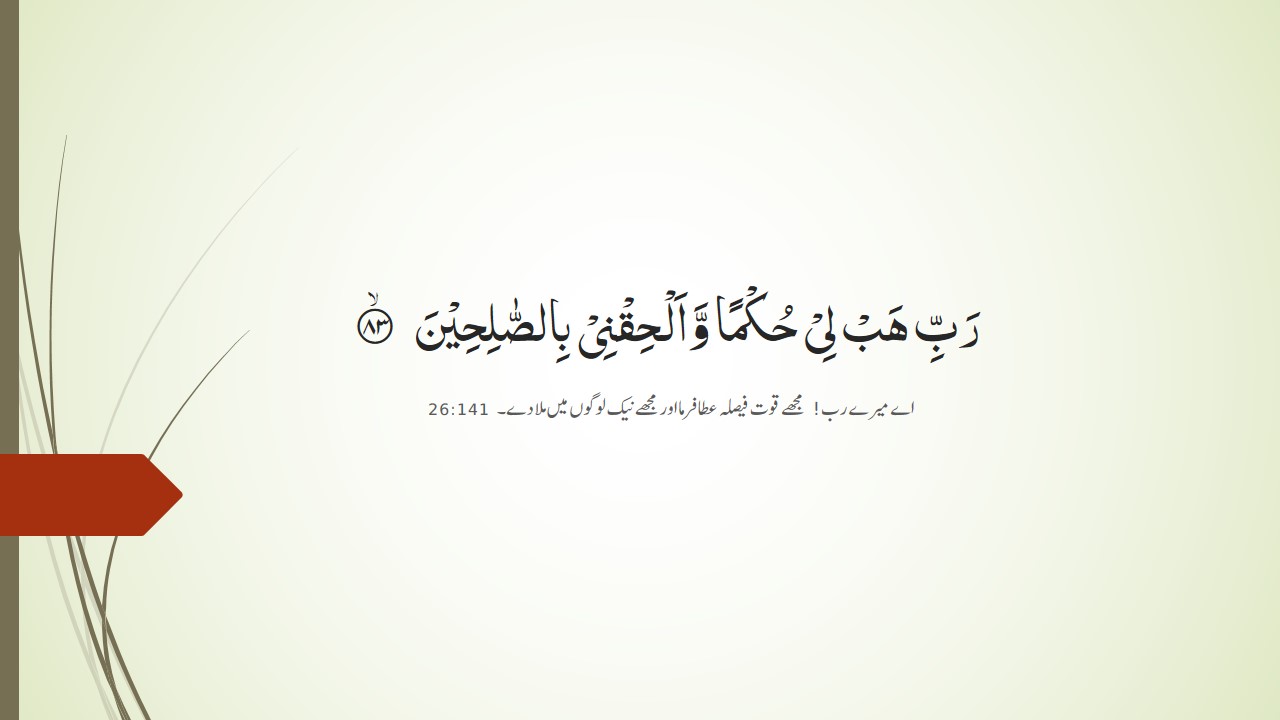 رَبِّ هَبْ لِیْ حُكْمًا وَّ اَلْحِقْنِیْ بِالصّٰلِحِیْنَ ۙ﴿۸۳﴾
اے میرے رب! مجھے قوت فیصلہ عطا فرما اور مجھے نیک لوگوں میں ملا دے۔ 26:141